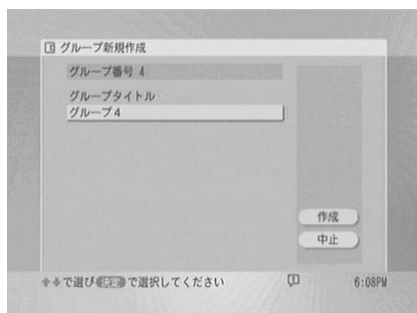 グループ新規作成
グループ番号 4
グループタイトル
グループ4
作成
中止
で選び 決定 で選択してください
6:08PM